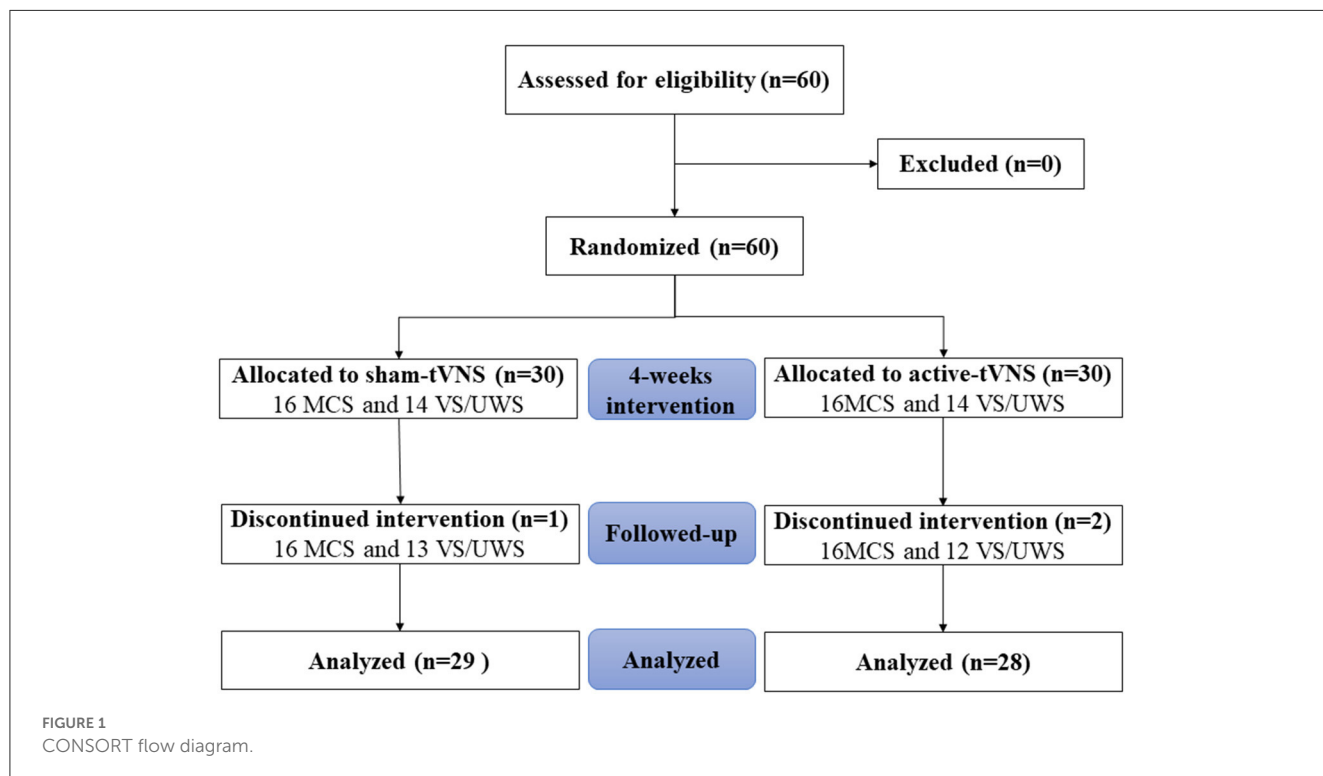 Assessed for eligibility (n=60)
Excluded (n=0)
Randomized (n=60)
Allocated to sham-tVNS (n=30)
16 MCS and 14 VS/UWS
4-weeks
intervention
Allocated to active-tVNS (n=30)
16MCS and 14 VS/UWS
Discontinued intervention (n=1)
16 MCS and 13 VS/UWS
Followed-up
Discontinued intervention (n=2)
16MCS and 12 VS/UWS
Analyzed (n=29 )
Analyzed
Analyzed (n=28)
FIGURE 1
CONSORT flow diagram.